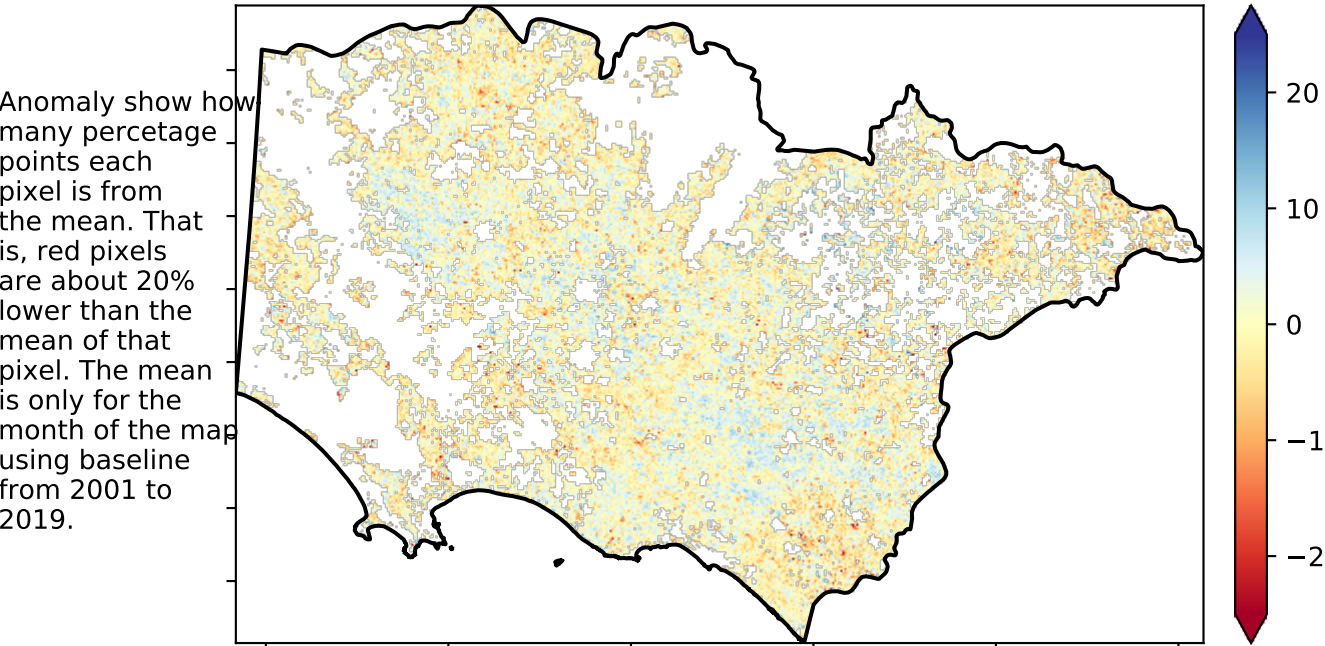 Anomaly show how
many percetage
points each
pixel is from
the mean. That
is, red pixels
are about 20%
lower than the
mean of that
pixel. The mean
is only for the
month of the map
using baseline
from 2001 to
2019.
20
10
0
−1
−2